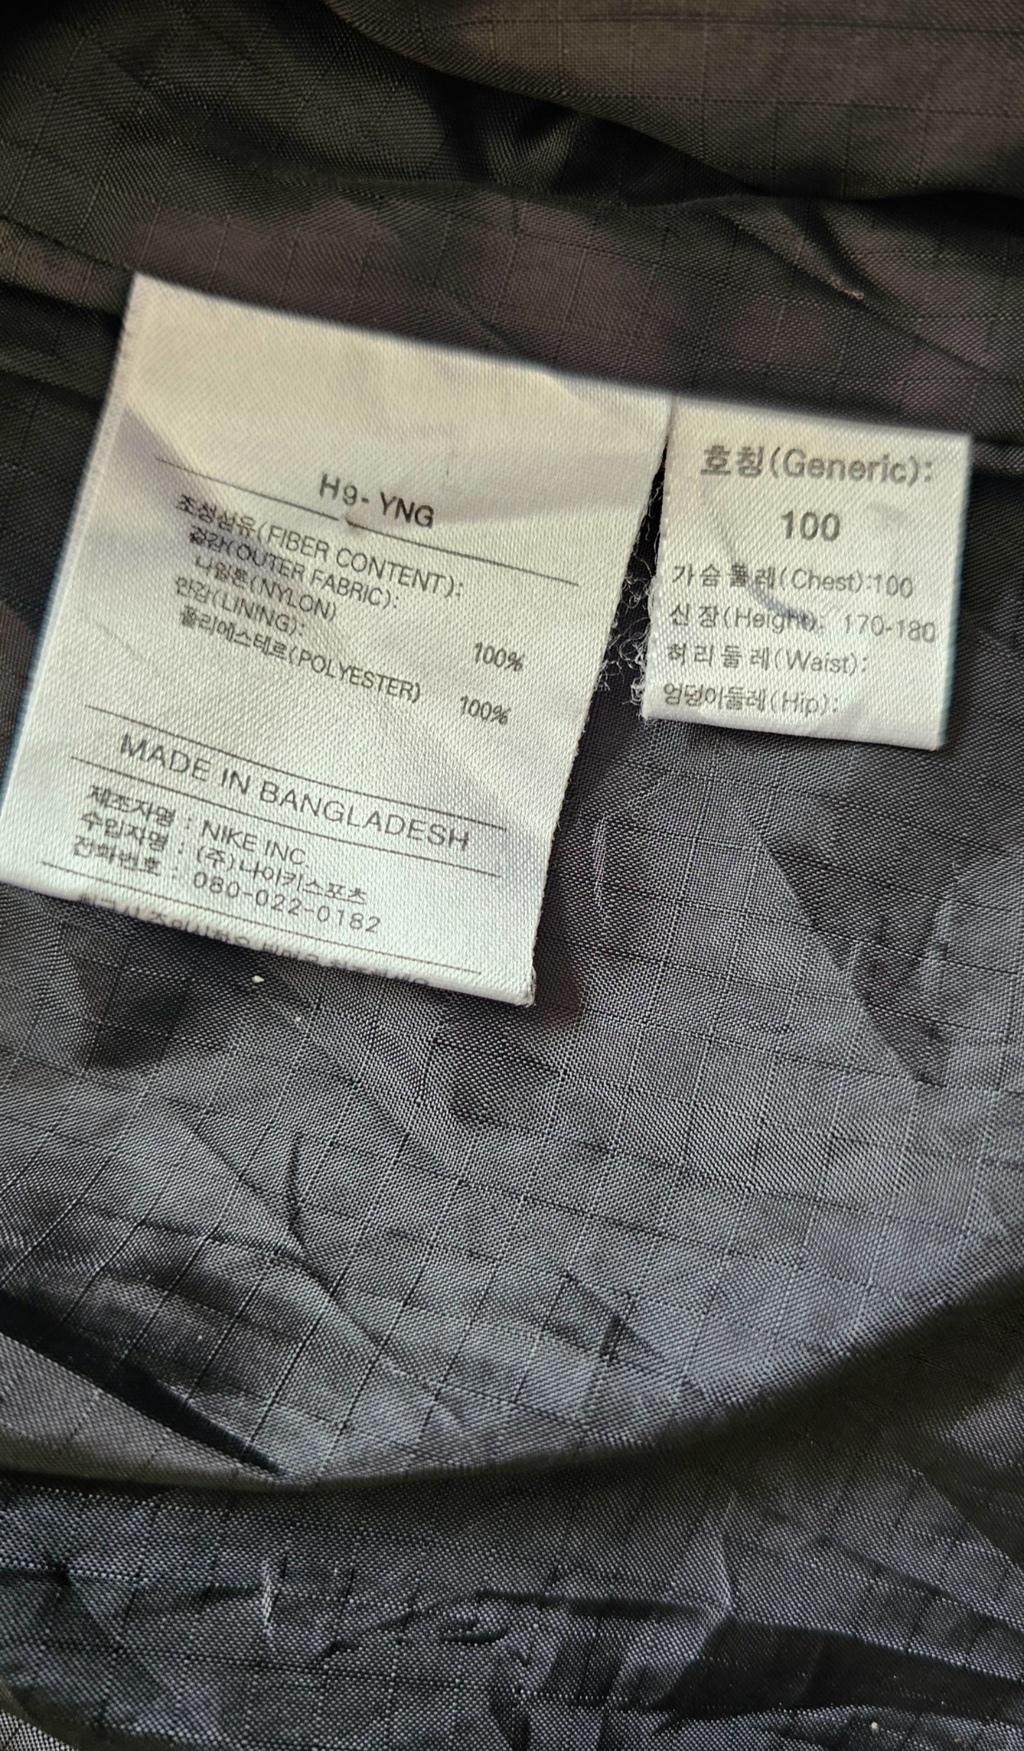 H9- YNG
조성섬유(FIBER CONTENT):
겉감(OUTER FABRIC):
나일론(NYLON) 100%
안감(LINING):
폴리에스테르(POLYESTER) 100%
MADE IN BANGLADESH
제조자명 : NIKE INC
수입자명 : (주)나이키스포츠
전화번호 : 080-022-0182
호칭(Generic):
100
가슴둘레(Chest):100
신장(Height): 170-180
허리둘레(Waist):
엉덩이둘레(Hip):